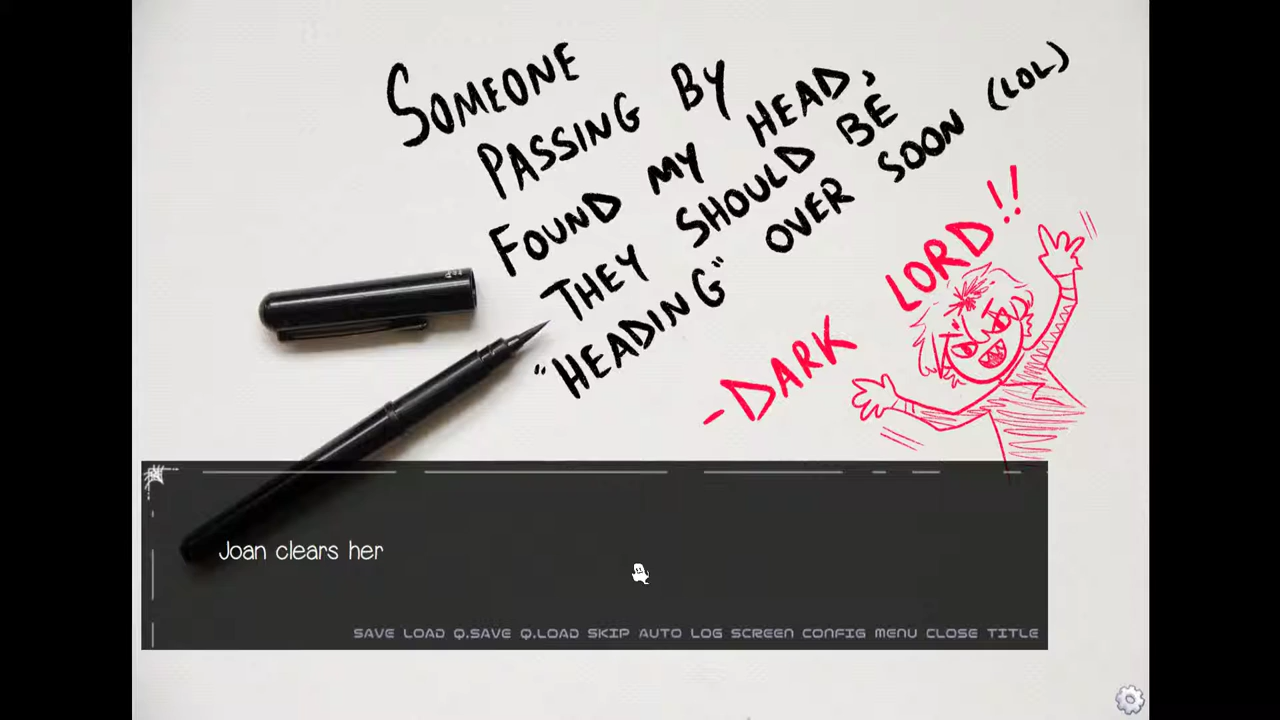 SOMEONE
PASSING BY
FOUND MY HEAD,
THEY SHOULD BE
"HEADING" OVER SOON (LOL)
-DARK LORD!!
Joan clears her
SAVE LOAD Q.SAVE Q.LOAD SKIP AUTO LOG SCREEN CONFIG MENU CLOSE TITLE